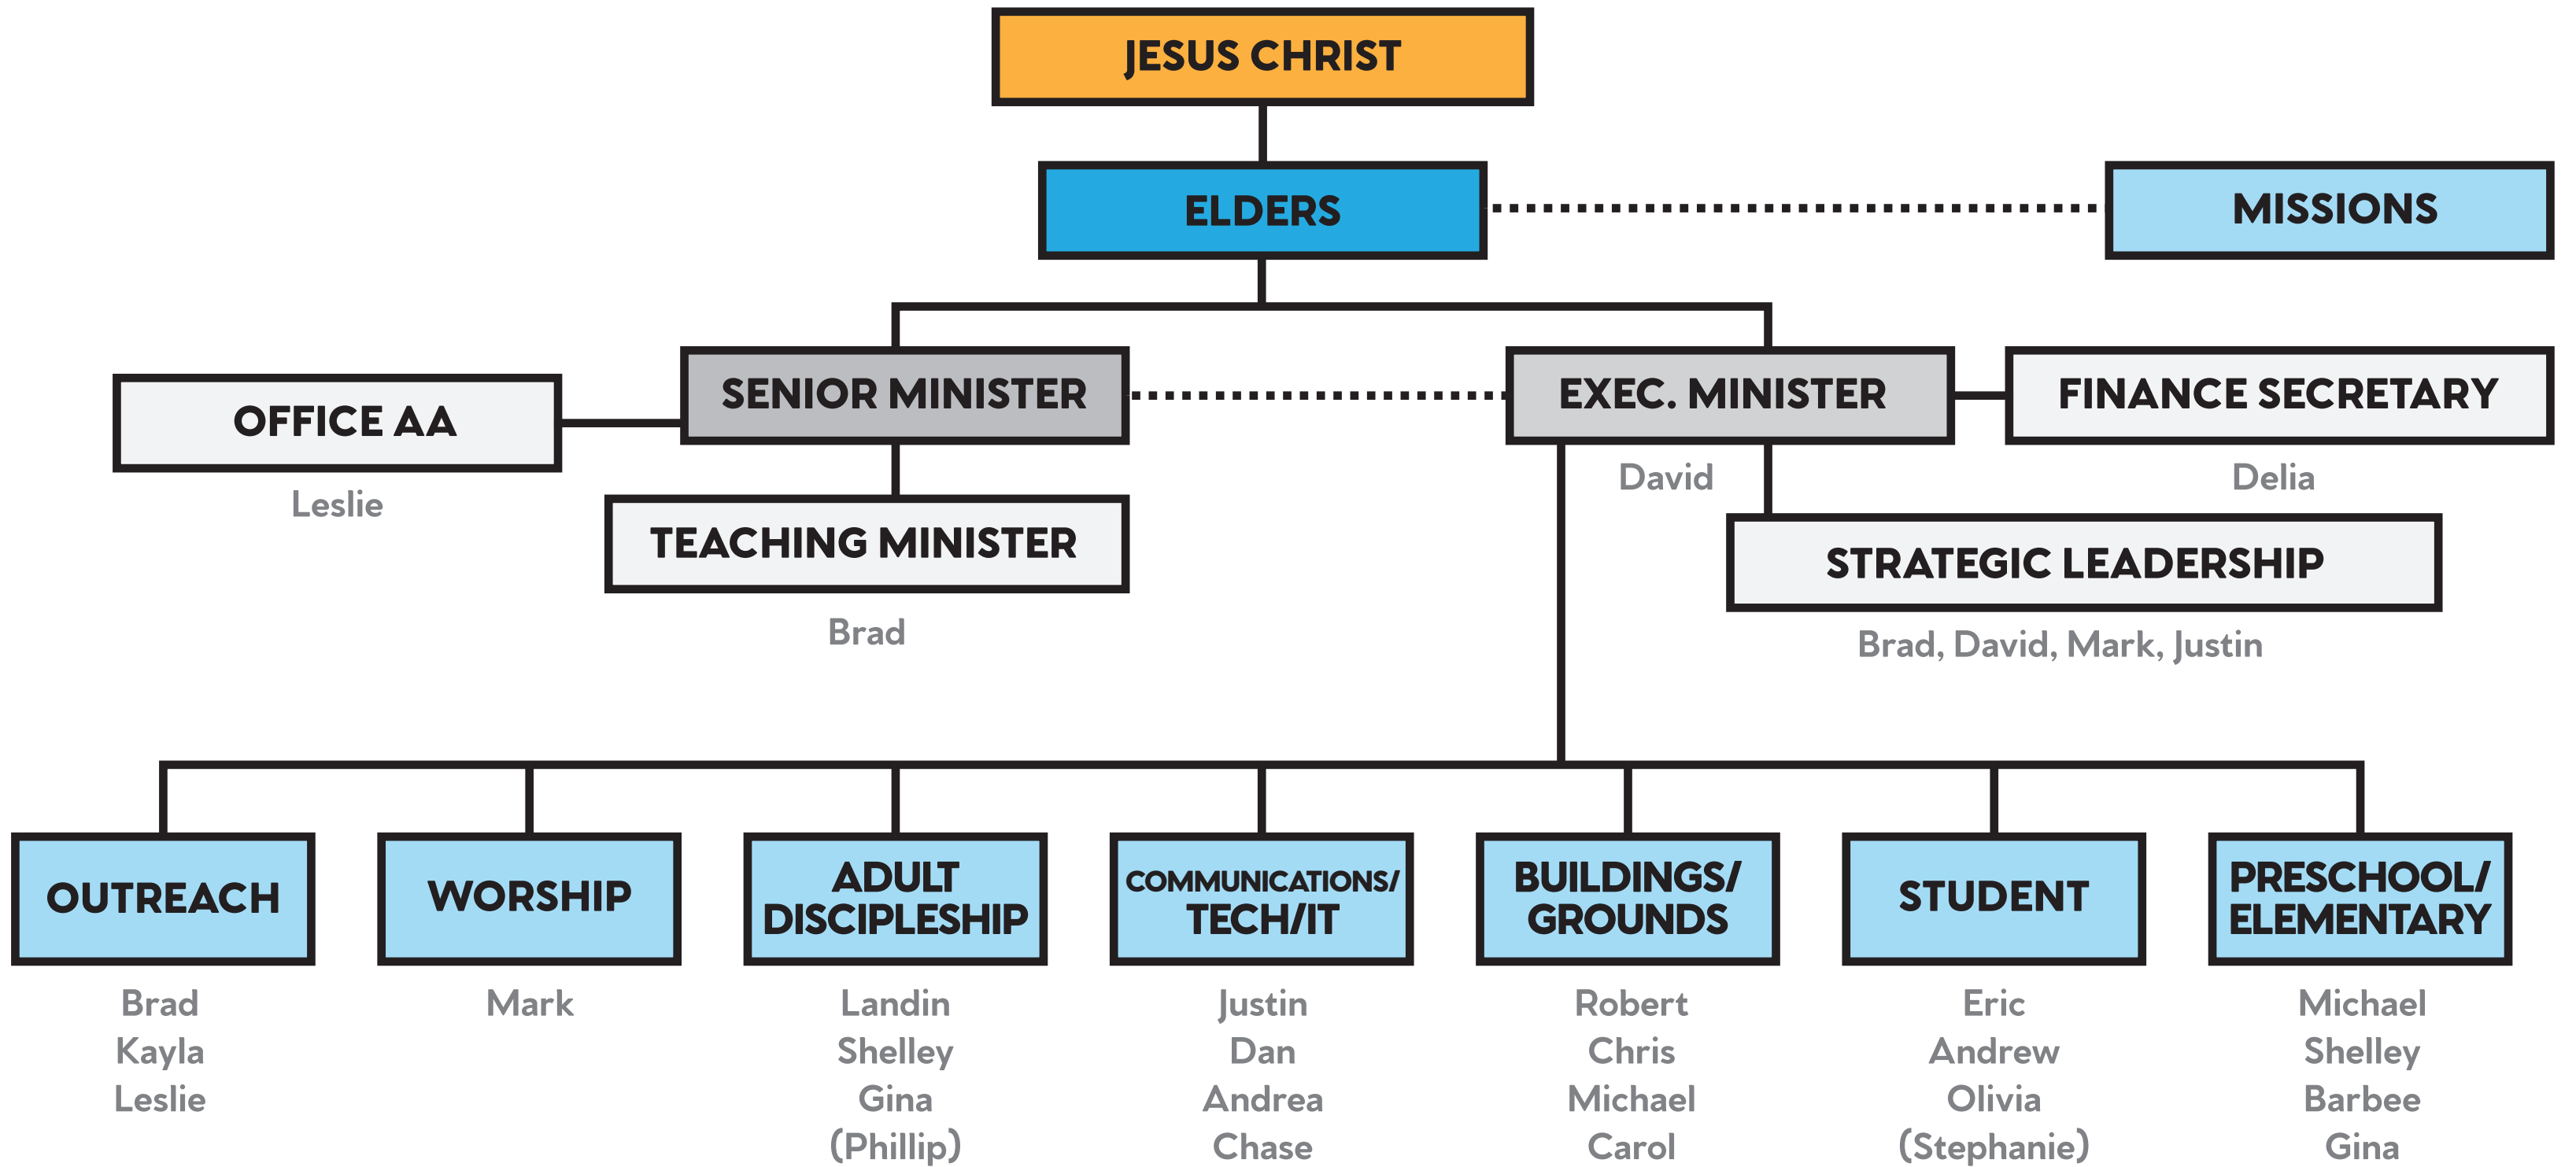 JESUS CHRIST
ELDERS
MISSIONS
SENIOR MINISTER
EXEC. MINISTER
FINANCE SECRETARY
OFFICE AA
David
Delia
Leslie
TEACHING MINISTER
STRATEGIC LEADERSHIP
Brad
Brad, David, Mark, Justin
OUTREACH
Brad
Kayla
Leslie
WORSHIP
Mark
ADULT
DISCIPLESHIP
Landin
Shelley
Gina
(Phillip)
COMMUNICATIONS/
TECH/IT
Justin
Dan
Andrea
Chase
BUILDINGS/
GROUNDS
Robert
Chris
Michael
Carol
STUDENT
Eric
Andrew
Olivia
(Stephanie)
PRESCHOOL/
ELEMENTARY
Michael
Shelley
Barbee
Gina